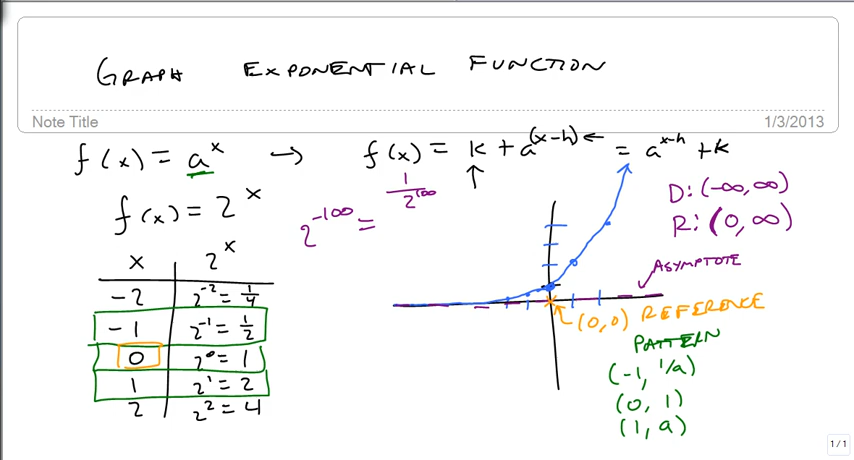 GRAPH EXPONENTIAL FUNCTION
Note Title 1/3/2013
f(x) = a^x → f(x) = k + a^(x-h) ← = a^x-h + k
f(x) = 2^x
2^-100 = 1/2^100
D: (-∞, ∞)
R: (0, ∞)
ASYMPTOTE
x 2^x
-2 2^-2 = 1/4
-1 2^-1 = 1/2
0 2^0 = 1
1 2^1 = 2
2 2^2 = 4
(0, 0) REFERENCE
PATTERN
(-1, 1/a)
(0, 1)
(1, a)
1 / 1